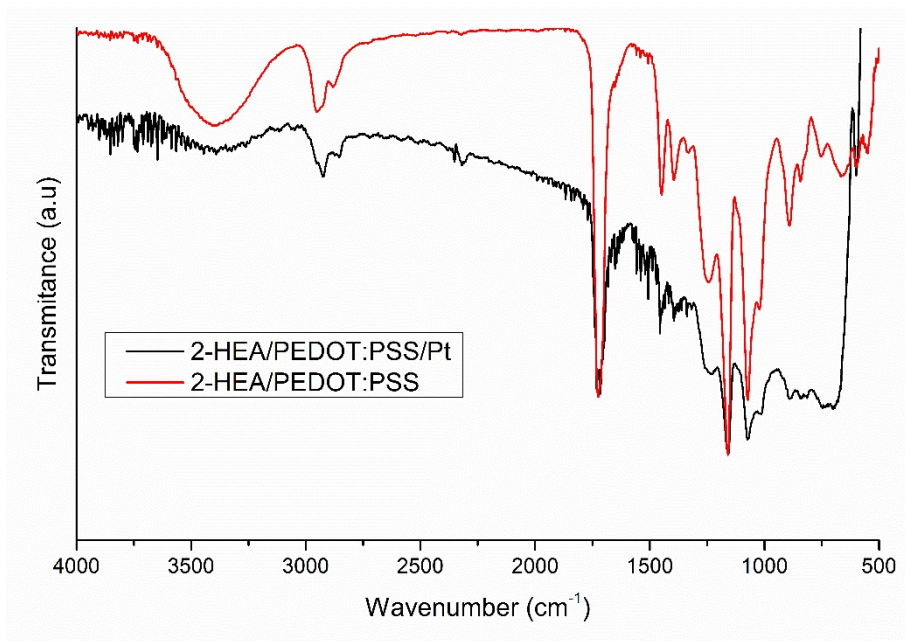 Transmitance (a.u)
2-HEA/PEDOT:PSS/Pt
2-HEA/PEDOT:PSS
4000 3500 3000 2500 2000 1500 1000 500
Wavenumber (cm⁻¹)